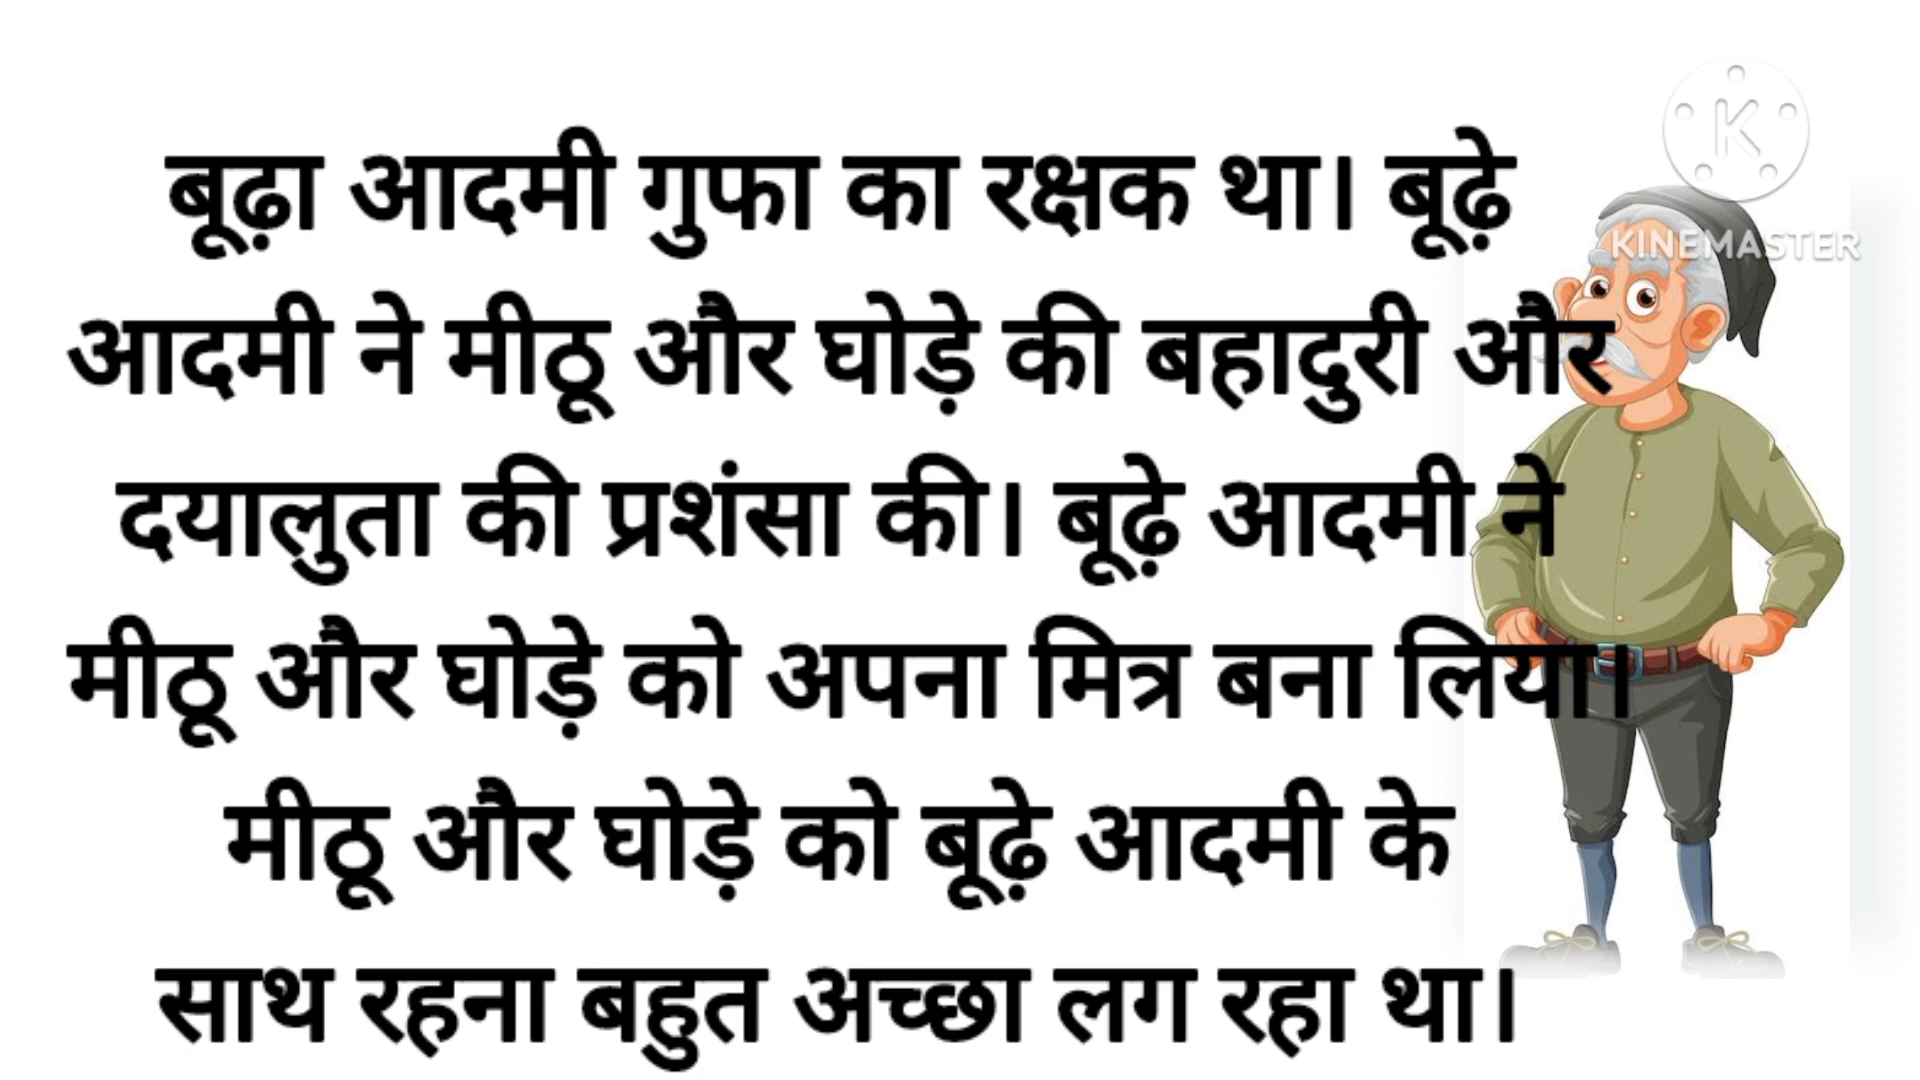 बूढ़ा आदमी गुफा का रक्षक था। बूढ़े
आदमी ने मीठू और घोड़े की बहादुरी और
दयालुता की प्रशंसा की। बूढ़े आदमी ने
मीठू और घोड़े को अपना मित्र बना लिया।
मीठू और घोड़े को बूढ़े आदमी के
साथ रहना बहुत अच्छा लग रहा था।
K
KINEMASTER